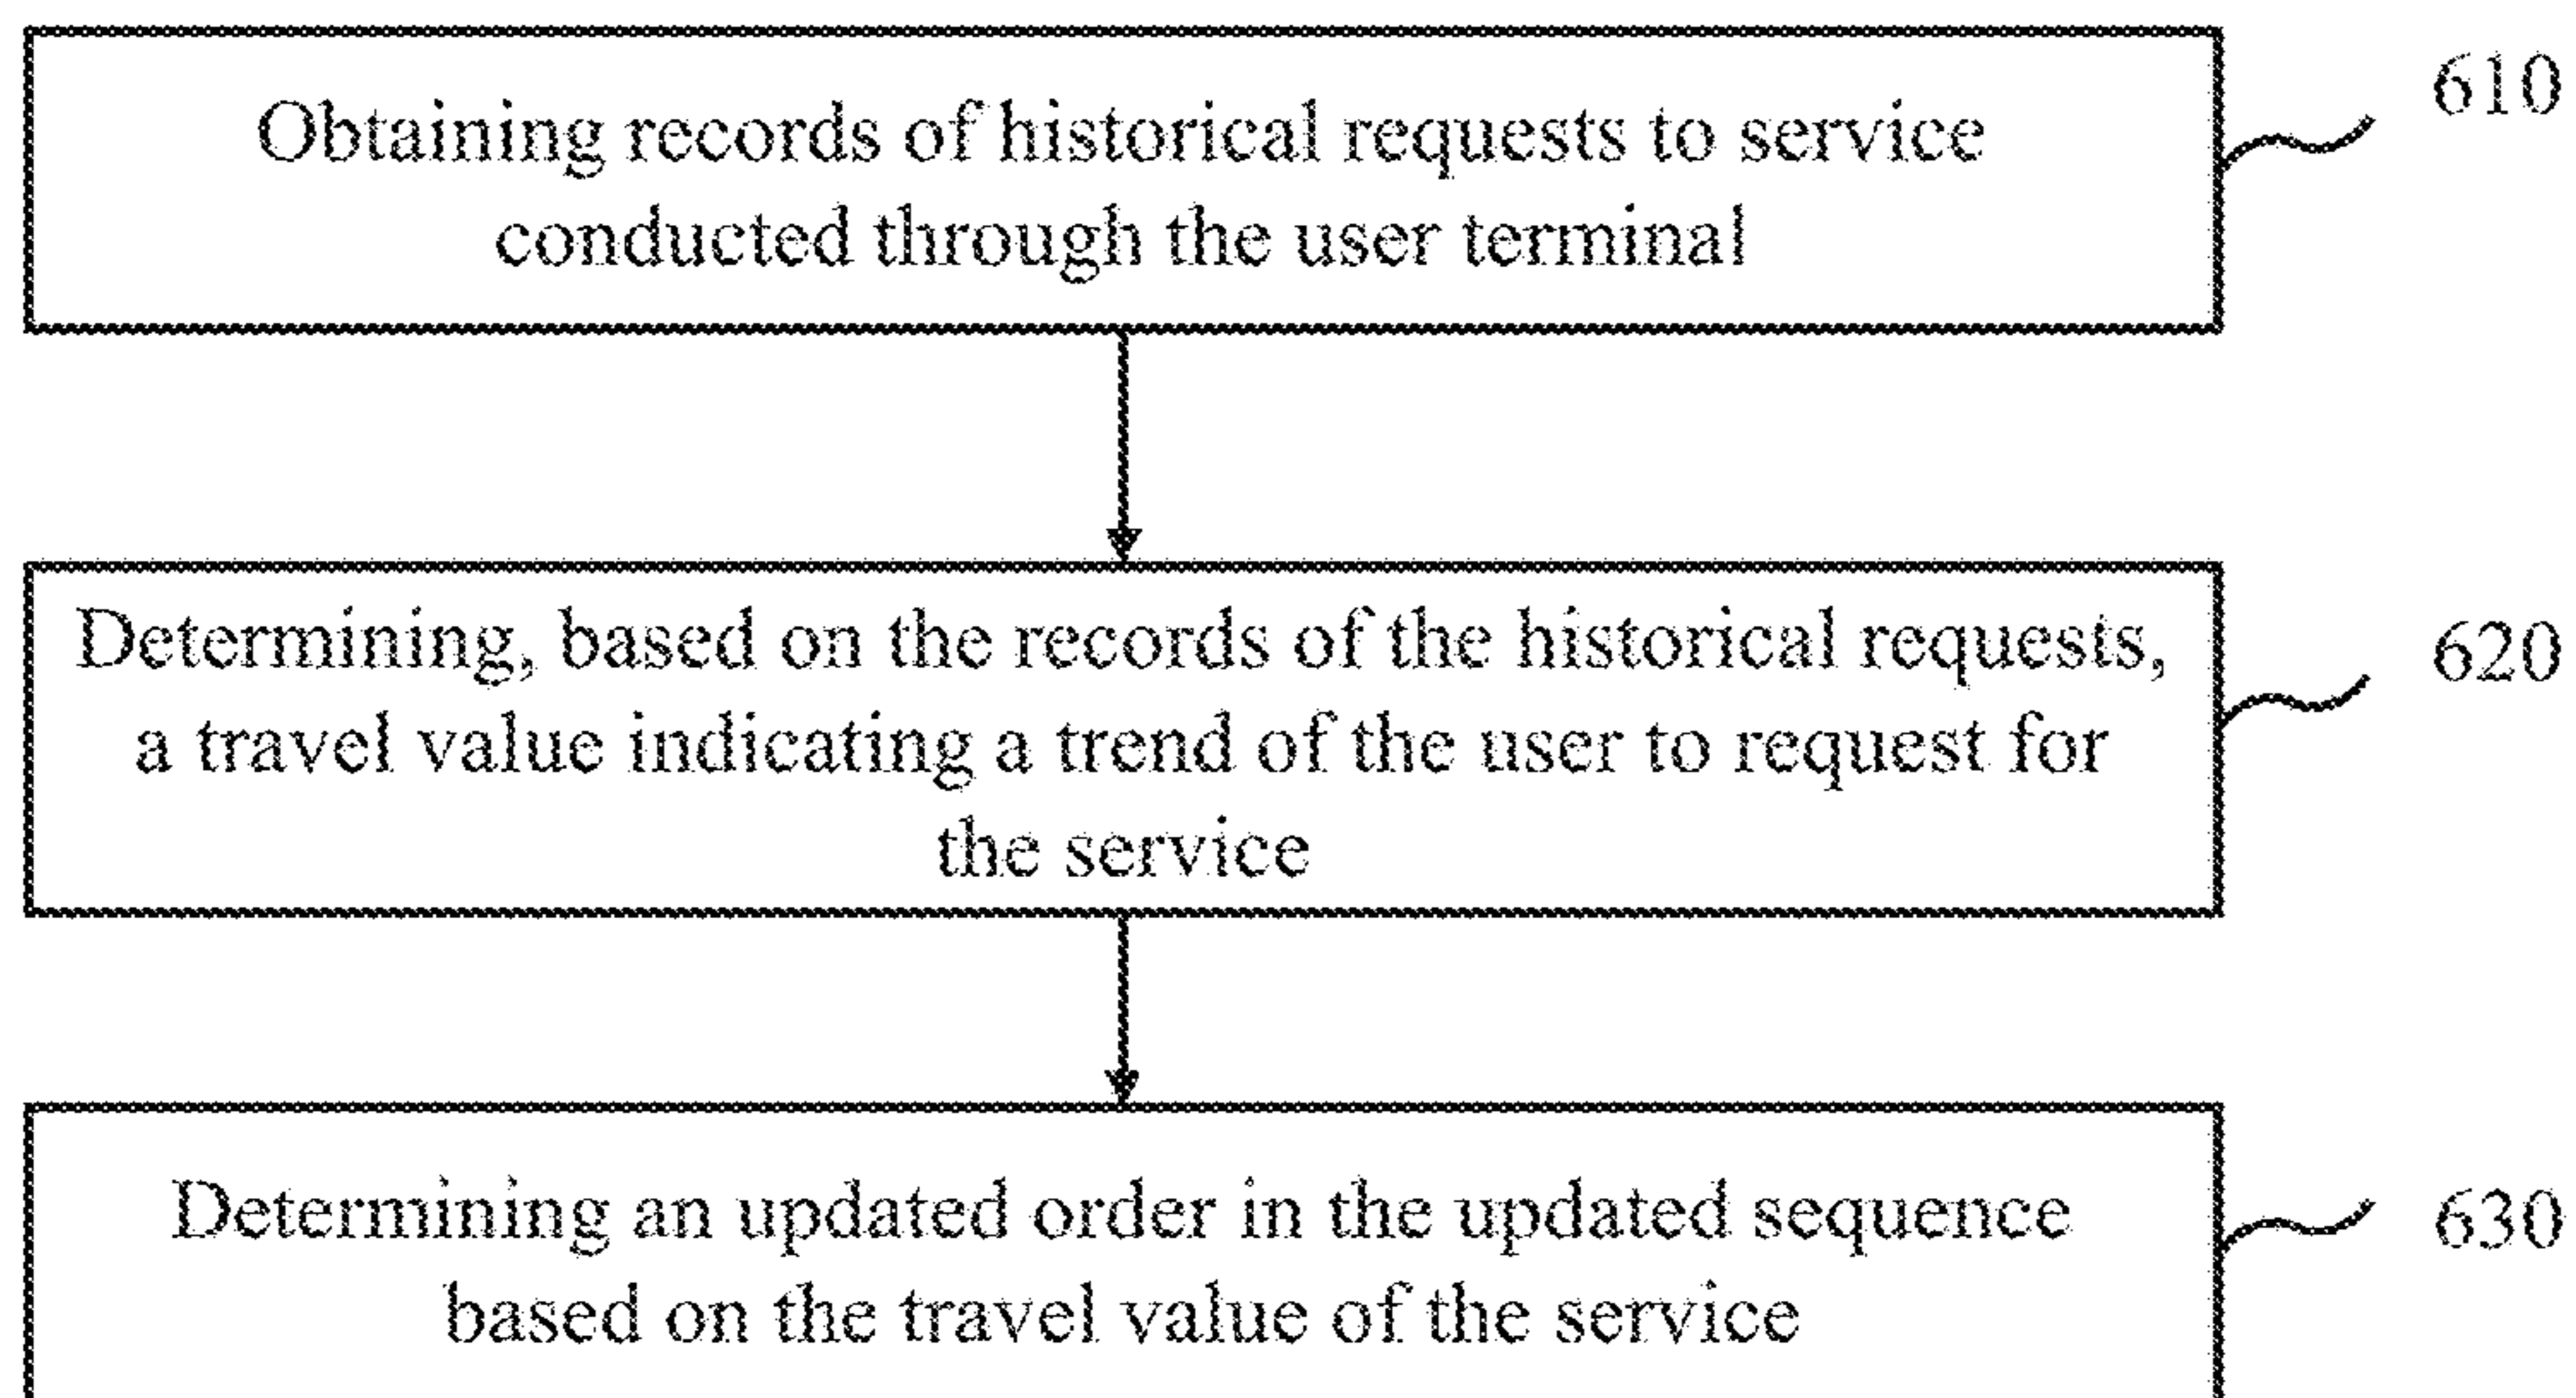 Obtaining records of historical requests to service
conducted through the user terminal
610
Determining, based on the records of the historical requests,
a travel value indicating a trend of the user to request for
the service
620
Determining an updated order in the updated sequence
based on the travel value of the service
630